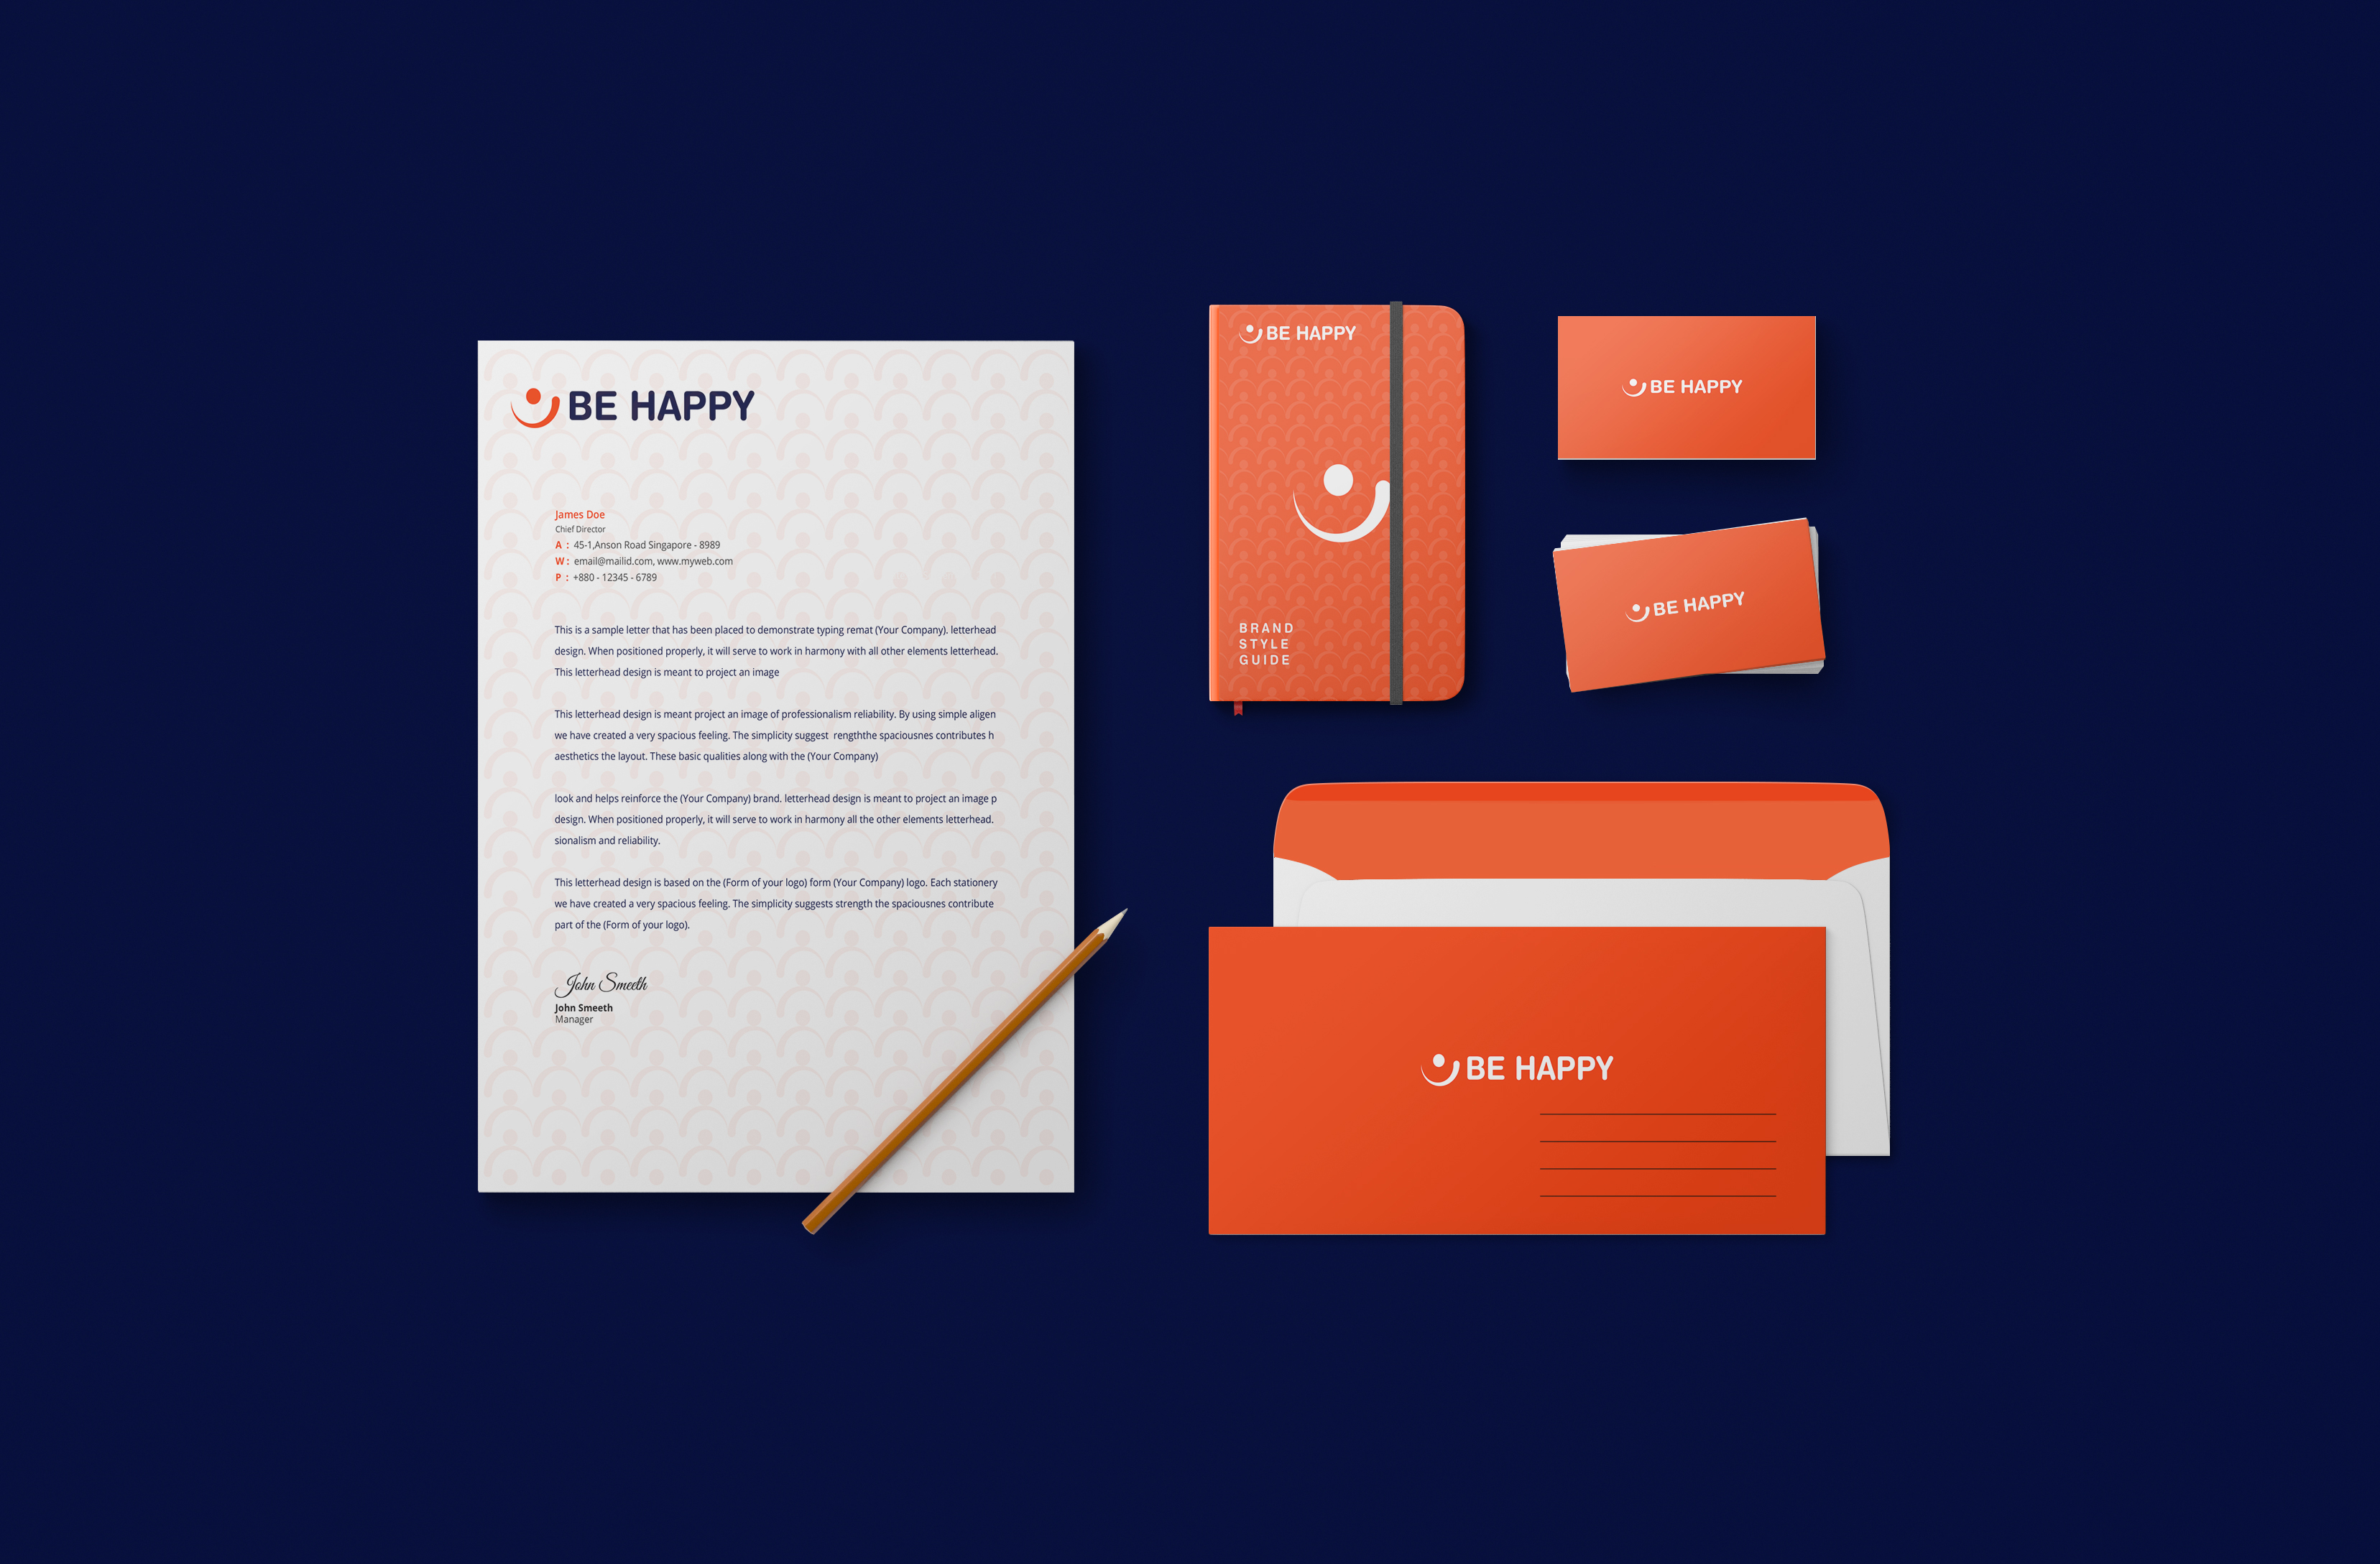 BE HAPPY
James Doe
Chief Director
A : 45-1,Anson Road Singapore - 8989
W : email@mailid.com, www.myweb.com
P : +880 - 12345 - 6789
This is a sample letter that has been placed to demonstrate typing remat (Your Company). letterhead
design. When positioned properly, it will serve to work in harmony with all other elements letterhead.
This letterhead design is meant to project an image
This letterhead design is meant project an image of professionalism reliability. By using simple aligen
we have created a very spacious feeling. The simplicity suggest rengththe spaciousnes contributes h
aesthetics the layout. These basic qualities along with the (Your Company)
look and helps reinforce the (Your Company) brand. letterhead design is meant to project an image p
design. When positioned properly, it will serve to work in harmony all the other elements letterhead.
sionalism and reliability.
This letterhead design is based on the (Form of your logo) form (Your Company) logo. Each stationery
we have created a very spacious feeling. The simplicity suggests strength the spaciousnes contribute
part of the (Form of your logo).
John Smeeth
John Smeeth
Manager
BE HAPPY
BRAND
STYLE
GUIDE
BE HAPPY
BE HAPPY
BE HAPPY